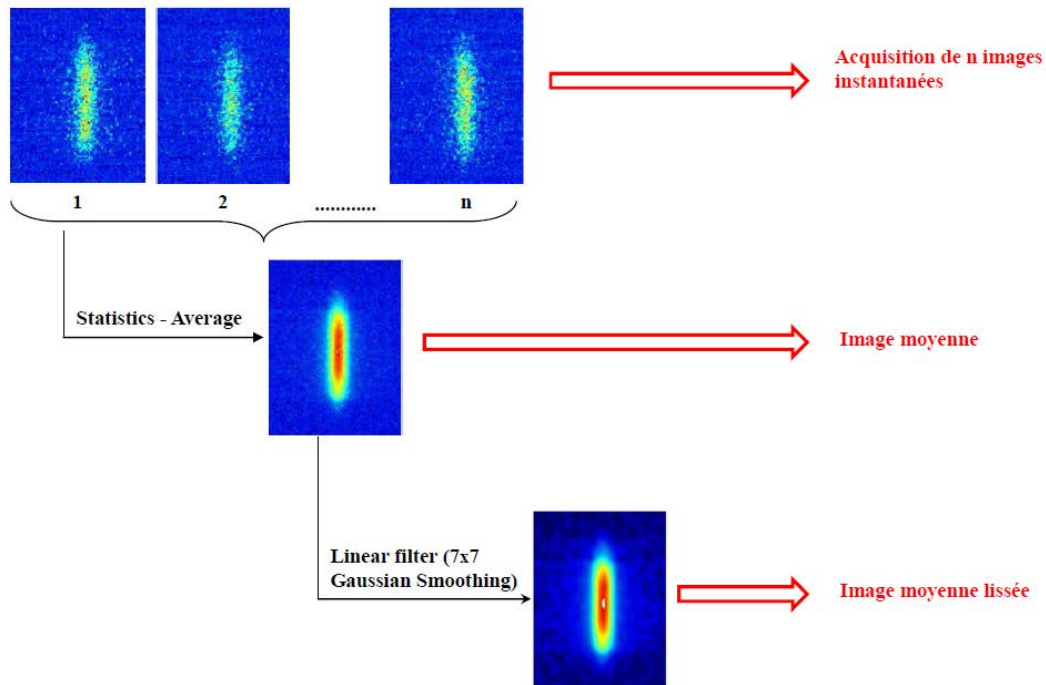 Acquisition de n images
instantanées
1 2 ............ n
Statistics - Average
Image moyenne
Linear filter (7x7
Gaussian Smoothing)
Image moyenne lissée